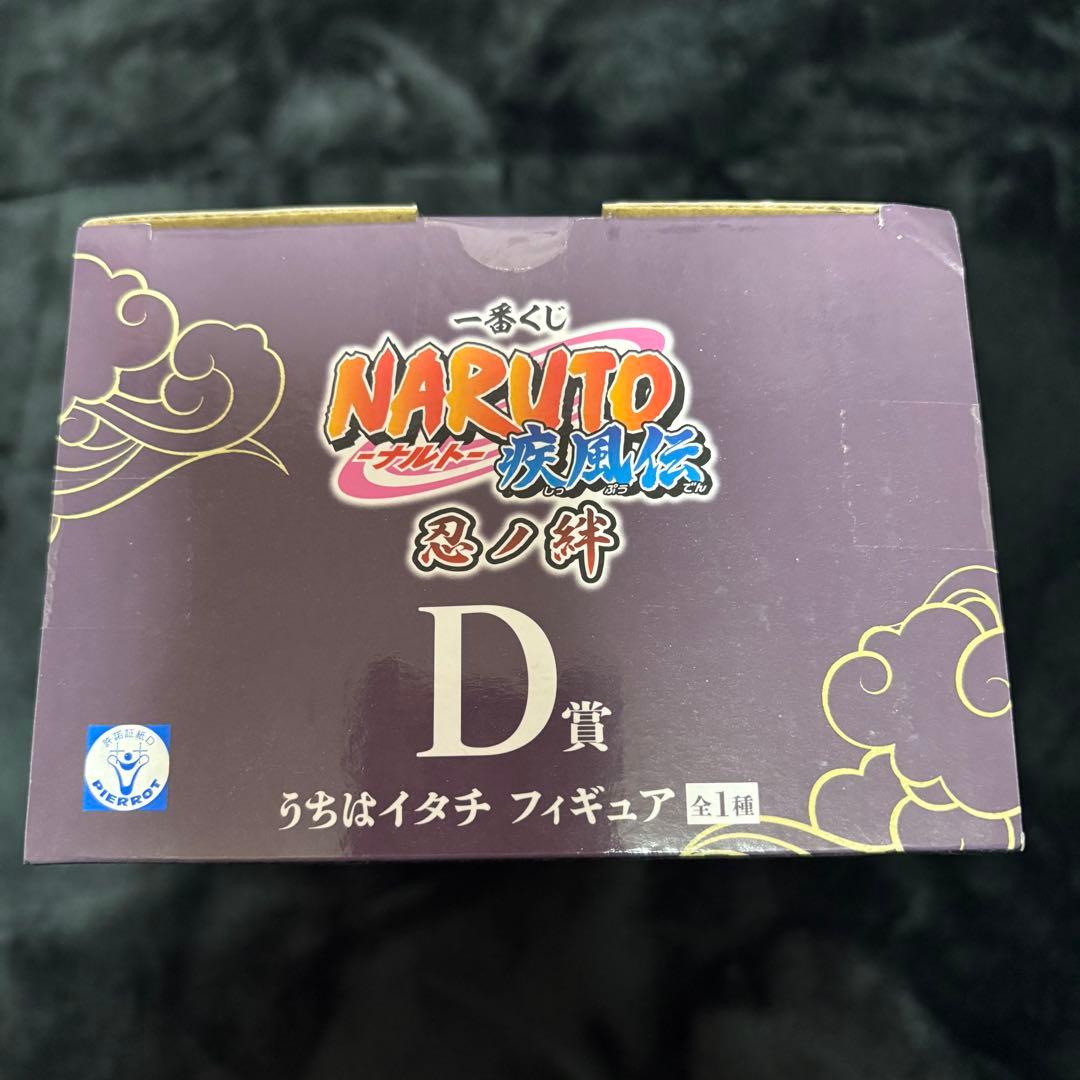 一番くじ
NARUTO
-ナルト-
疾風伝
しっ ぷう でん
忍ノ絆
D賞
うちはイタチ フィギュア 全1種
許諾証紙D
PIERROT